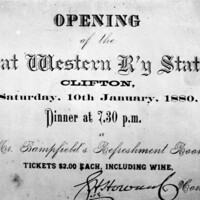 OPENING
of the
at Western R'y Stat
CLIFTON,
Saturday, 10th January, 1880.
Dinner at 7.30 p.m.
AT
Mr. Bampfield's Refreshment Room
TICKETS $2.00 EACH, INCLUDING WINE,
Howard